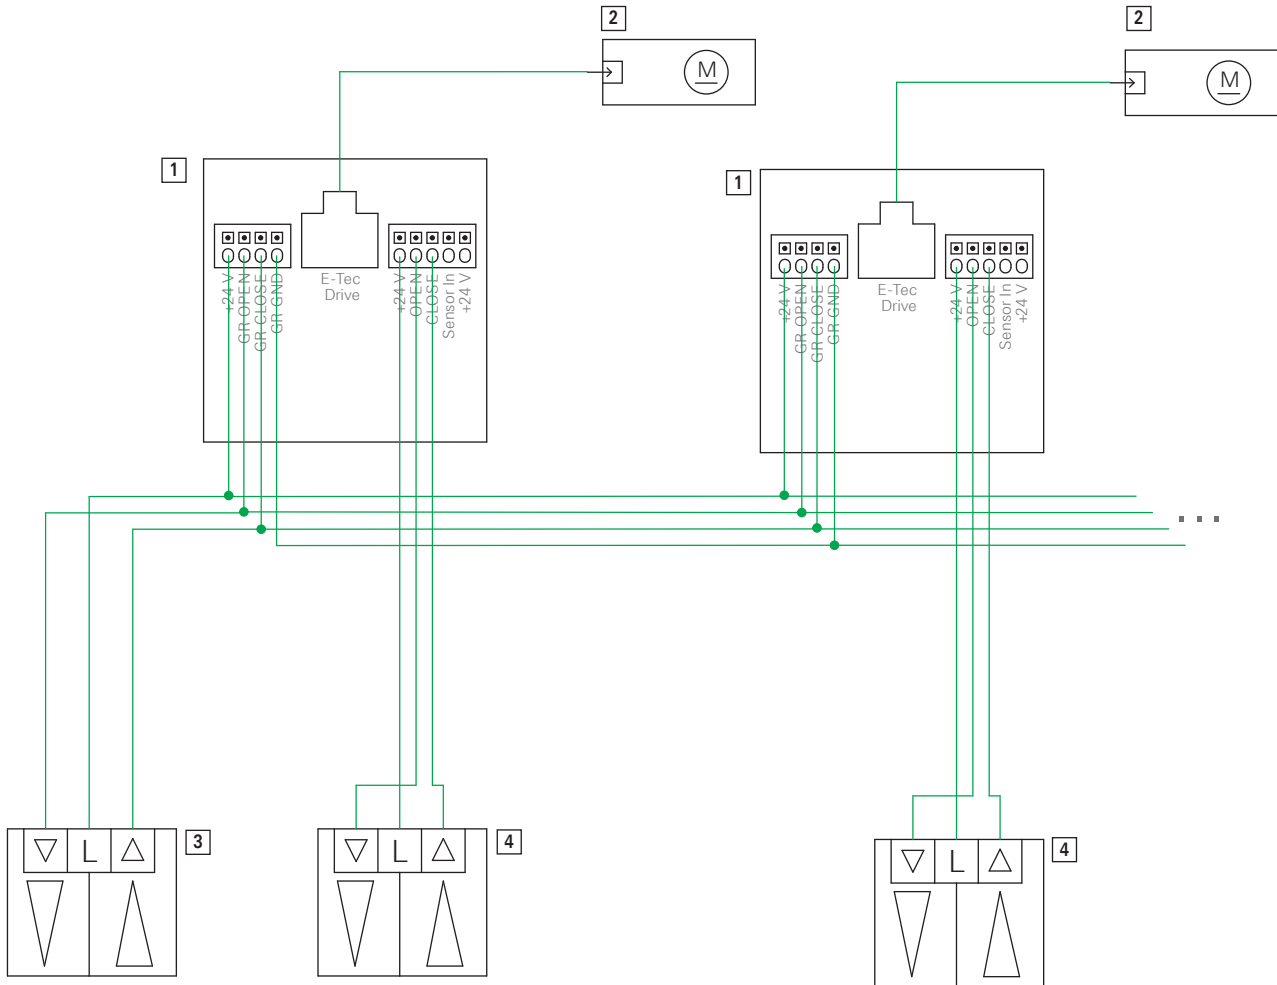 2
2
M
M
1
1
E-Tec
Drive
+24 V
GR OPEN
GR CLOSE
GR GND
+24 V
OPEN
CLOSE
Sensor In
+24 V
E-Tec
Drive
+24 V
GR OPEN
GR CLOSE
GR GND
+24 V
OPEN
CLOSE
Sensor In
+24 V
...
3
L
4
L
4
L